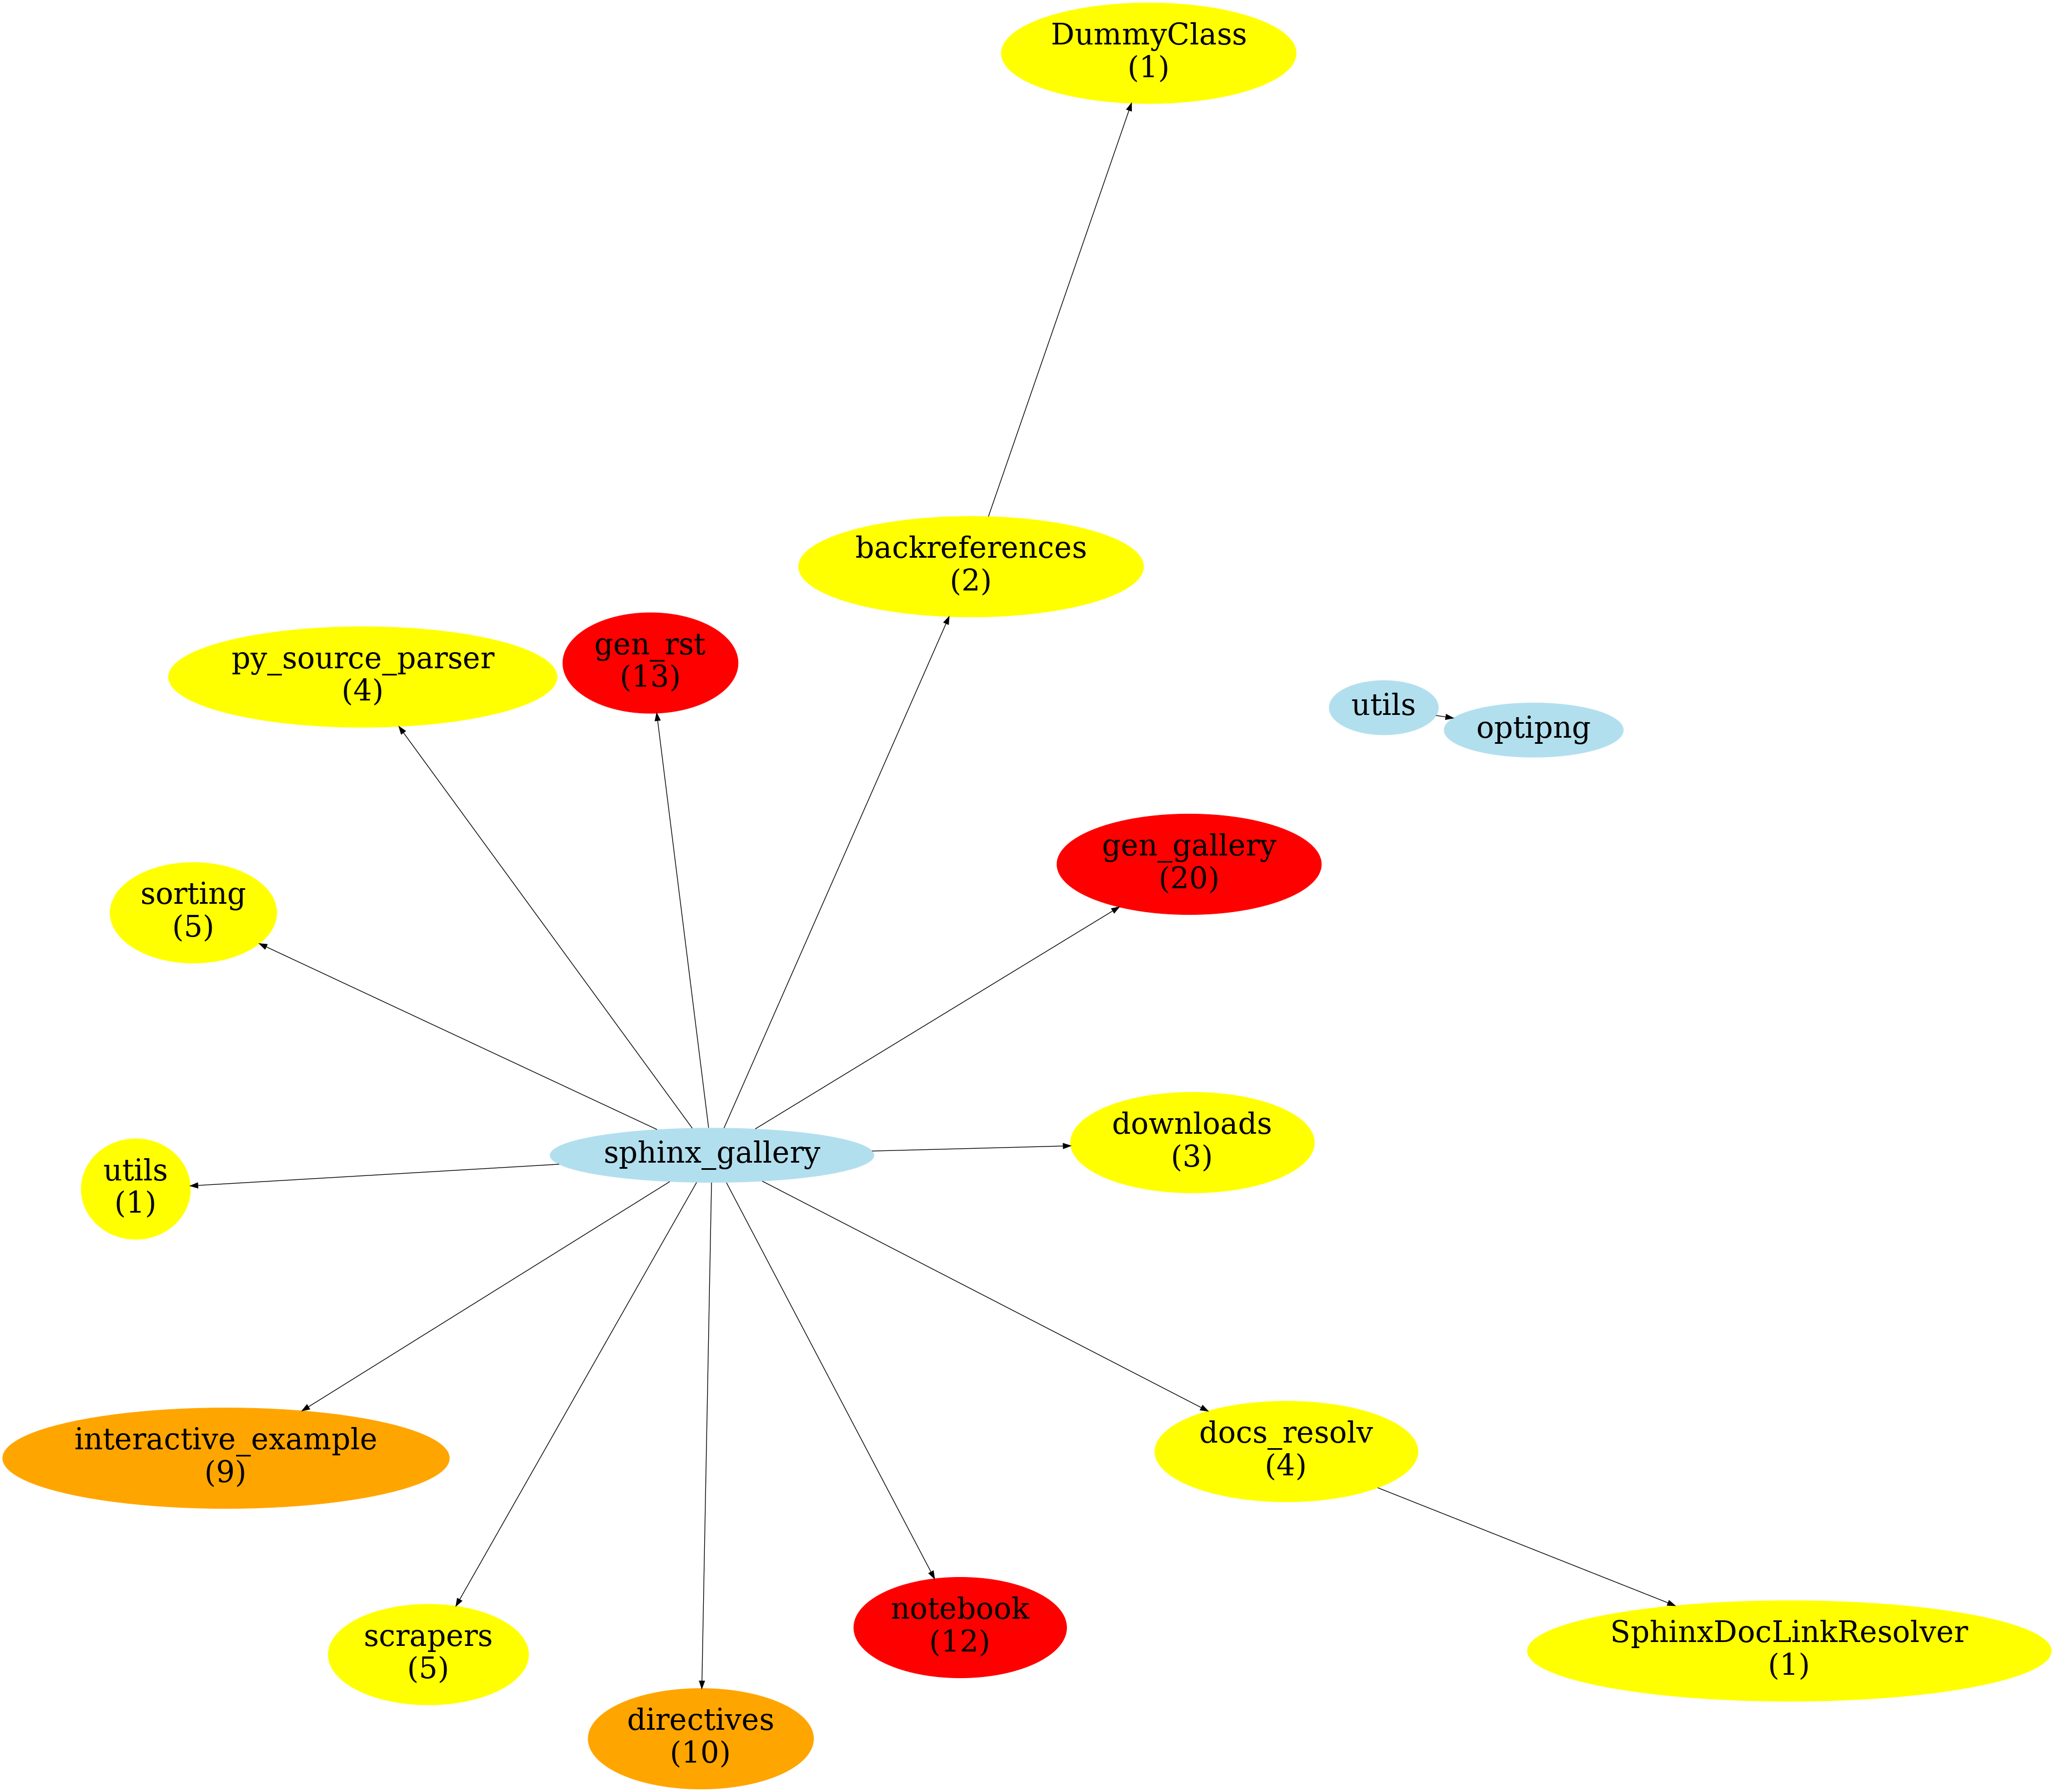 DummyClass
(1)
backreferences
(2)
py_source_parser
(4)
gen_rst
(13)
utils
optipng
gen_gallery
(20)
sorting
(5)
downloads
(3)
sphinx_gallery
utils
(1)
interactive_example
(9)
docs_resolv
(4)
notebook
(12)
scrapers
(5)
SphinxDocLinkResolver
(1)
directives
(10)